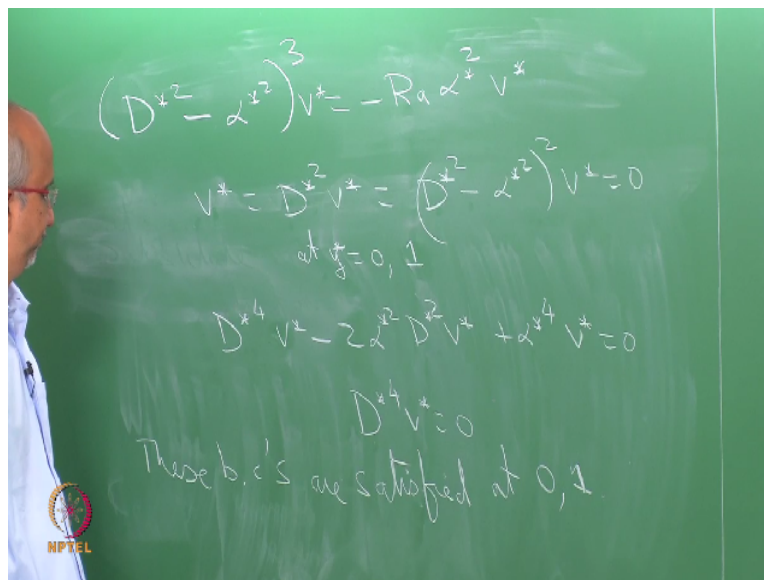 (D*² - α*²)³ v* = - Ra α*² v*
v* = D*² v* = (D*² - α*²)² v* = 0
at y* = 0, 1
D*⁴ v* - 2α*² D*² v* + α*⁴ v* = 0
D*⁴ v* = 0
These b.c's are satisfied at 0, 1.
NPTEL